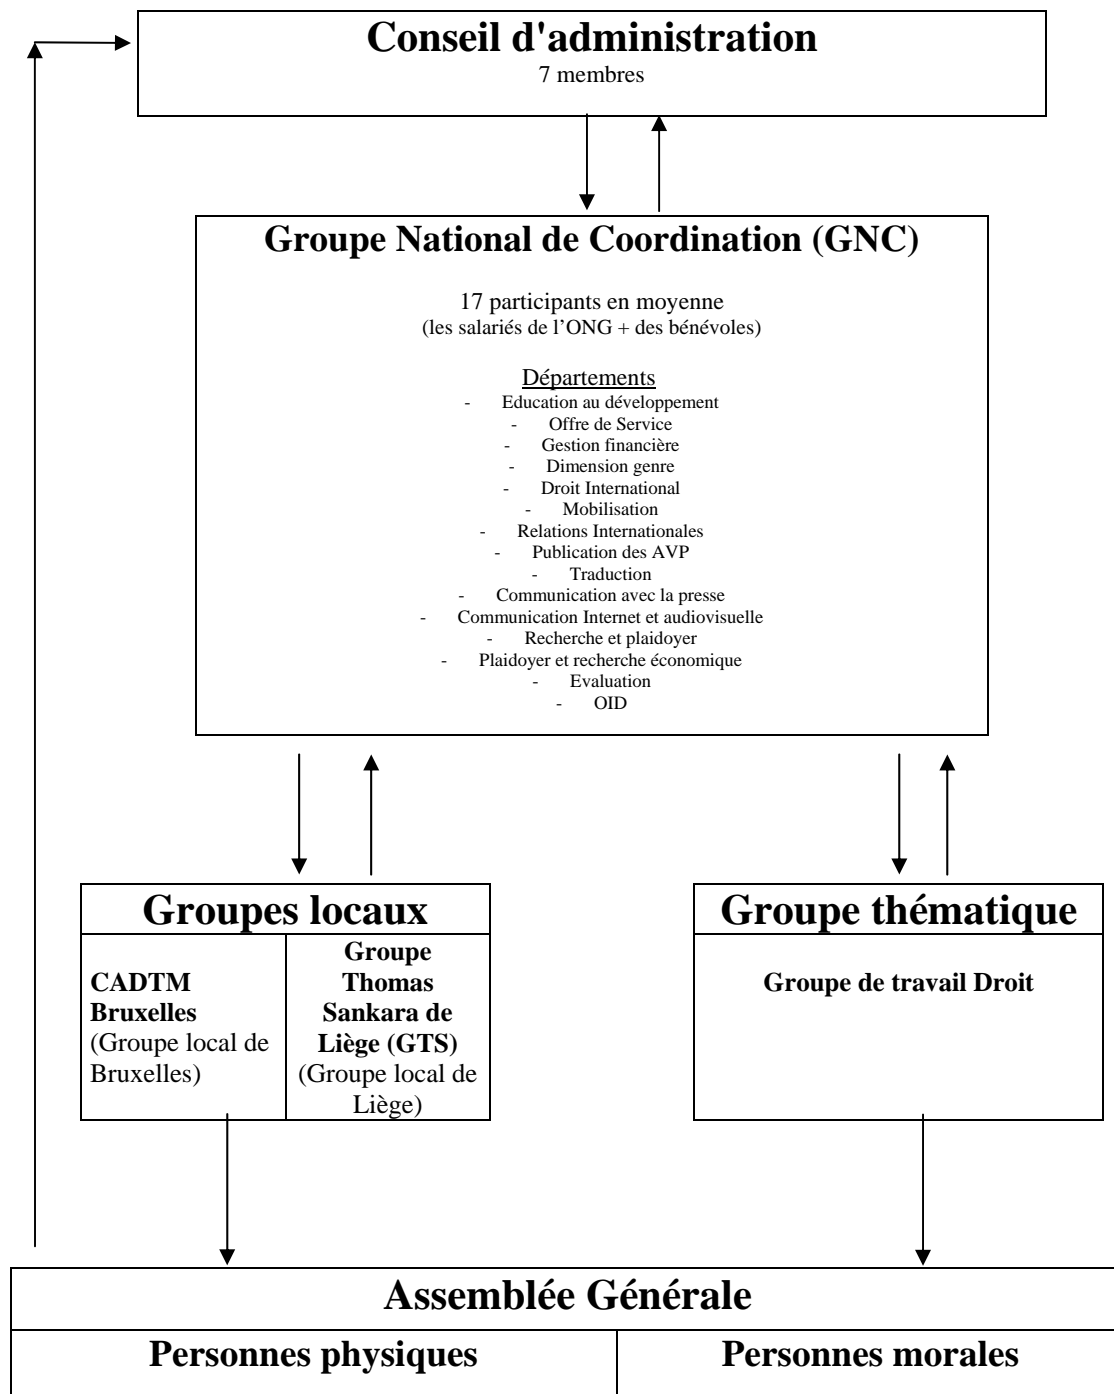 Conseil d'administration
7 membres
Groupe National de Coordination (GNC)
17 participants en moyenne
(les salariés de l’ONG + des bénévoles)
Départements
- Education au développement
- Offre de Service
- Gestion financière
- Dimension genre
- Droit International
- Mobilisation
- Relations Internationales
- Publication des AVP
- Traduction
- Communication avec la presse
- Communication Internet et audiovisuelle
- Recherche et plaidoyer
- Plaidoyer et recherche économique
- Evaluation
- OID
Groupes locaux
CADTM
Bruxelles
(Groupe local de
Bruxelles)
Groupe
Thomas
Sankara de
Liège (GTS)
(Groupe local de
Liège)
Groupe thématique
Groupe de travail Droit
Assemblée Générale
Personnes physiques
Personnes morales